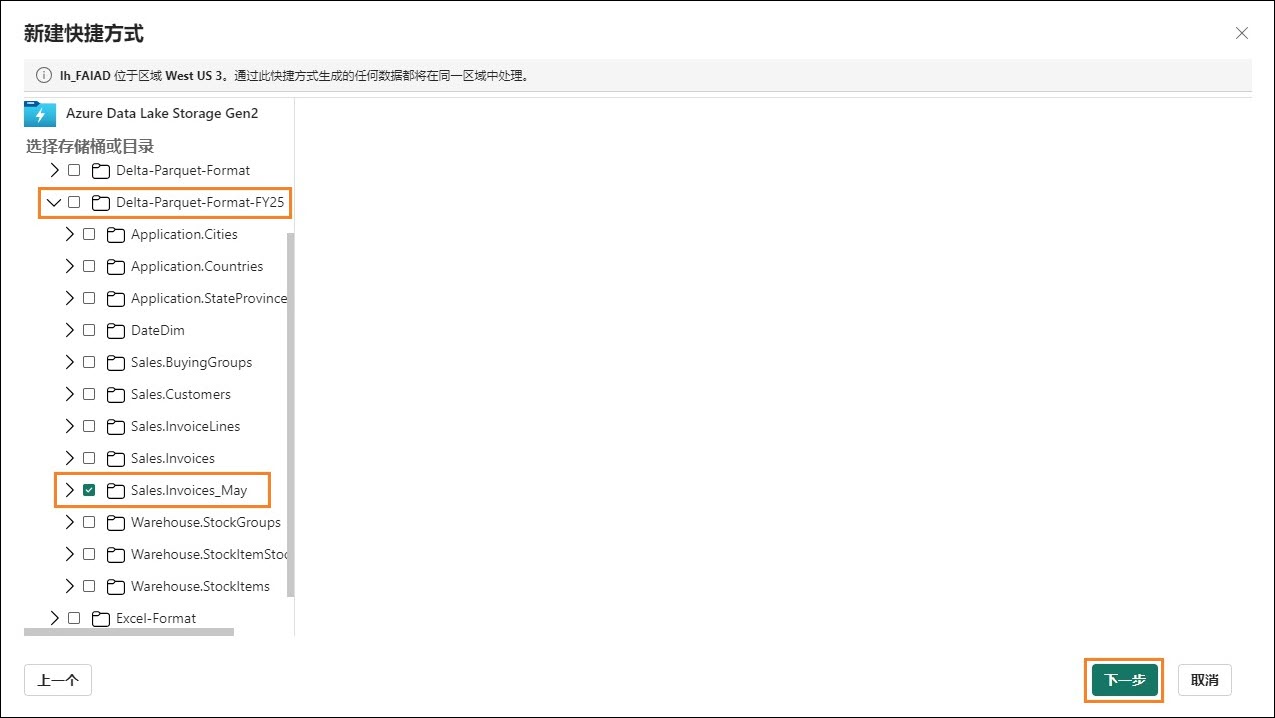 新建快捷方式
lh_FAIAD 位于区域 West US 3。通过此快捷方式生成的任何数据都将在同一区域中处理。
Azure Data Lake Storage Gen2
选择存储桶或目录
Delta-Parquet-Format
Delta-Parquet-Format-FY25
Application.Cities
Application.Countries
Application.StateProvince
DateDim
Sales.BuyingGroups
Sales.Customers
Sales.InvoiceLines
Sales.Invoices
Sales.Invoices_May
Warehouse.StockGroups
Warehouse.StockItemStoc
Warehouse.StockItems
Excel-Format
上一个
下一步
取消